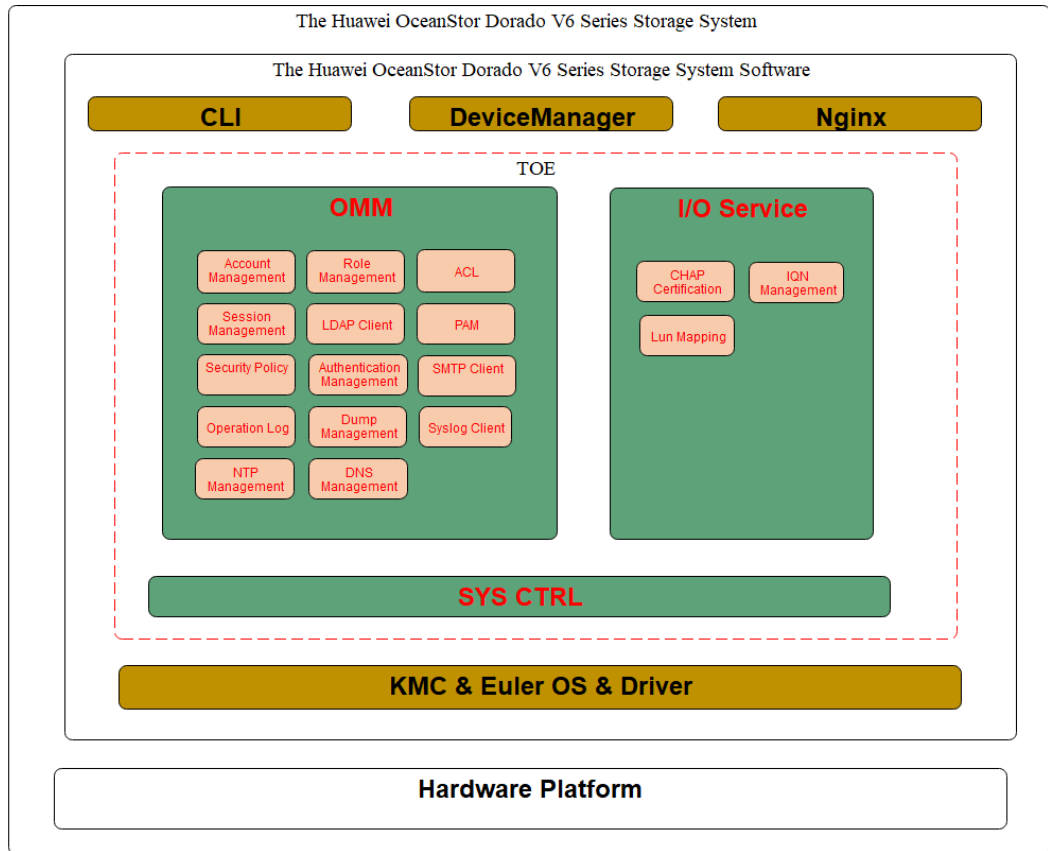 The Huawei OceanStor Dorado V6 Series Storage System
The Huawei OceanStor Dorado V6 Series Storage System Software
CLI
DeviceManager
Nginx
TOE
OMM
Account
Management
Role
Management
ACL
Session
Management
LDAP Client
PAM
Security Policy
Authentication
Management
SMTP Client
Operation Log
Dump
Management
Syslog Client
NTP
Management
DNS
Management
I/O Service
CHAP
Certification
IQN
Management
Lun Mapping
SYS CTRL
KMC & Euler OS & Driver
Hardware Platform